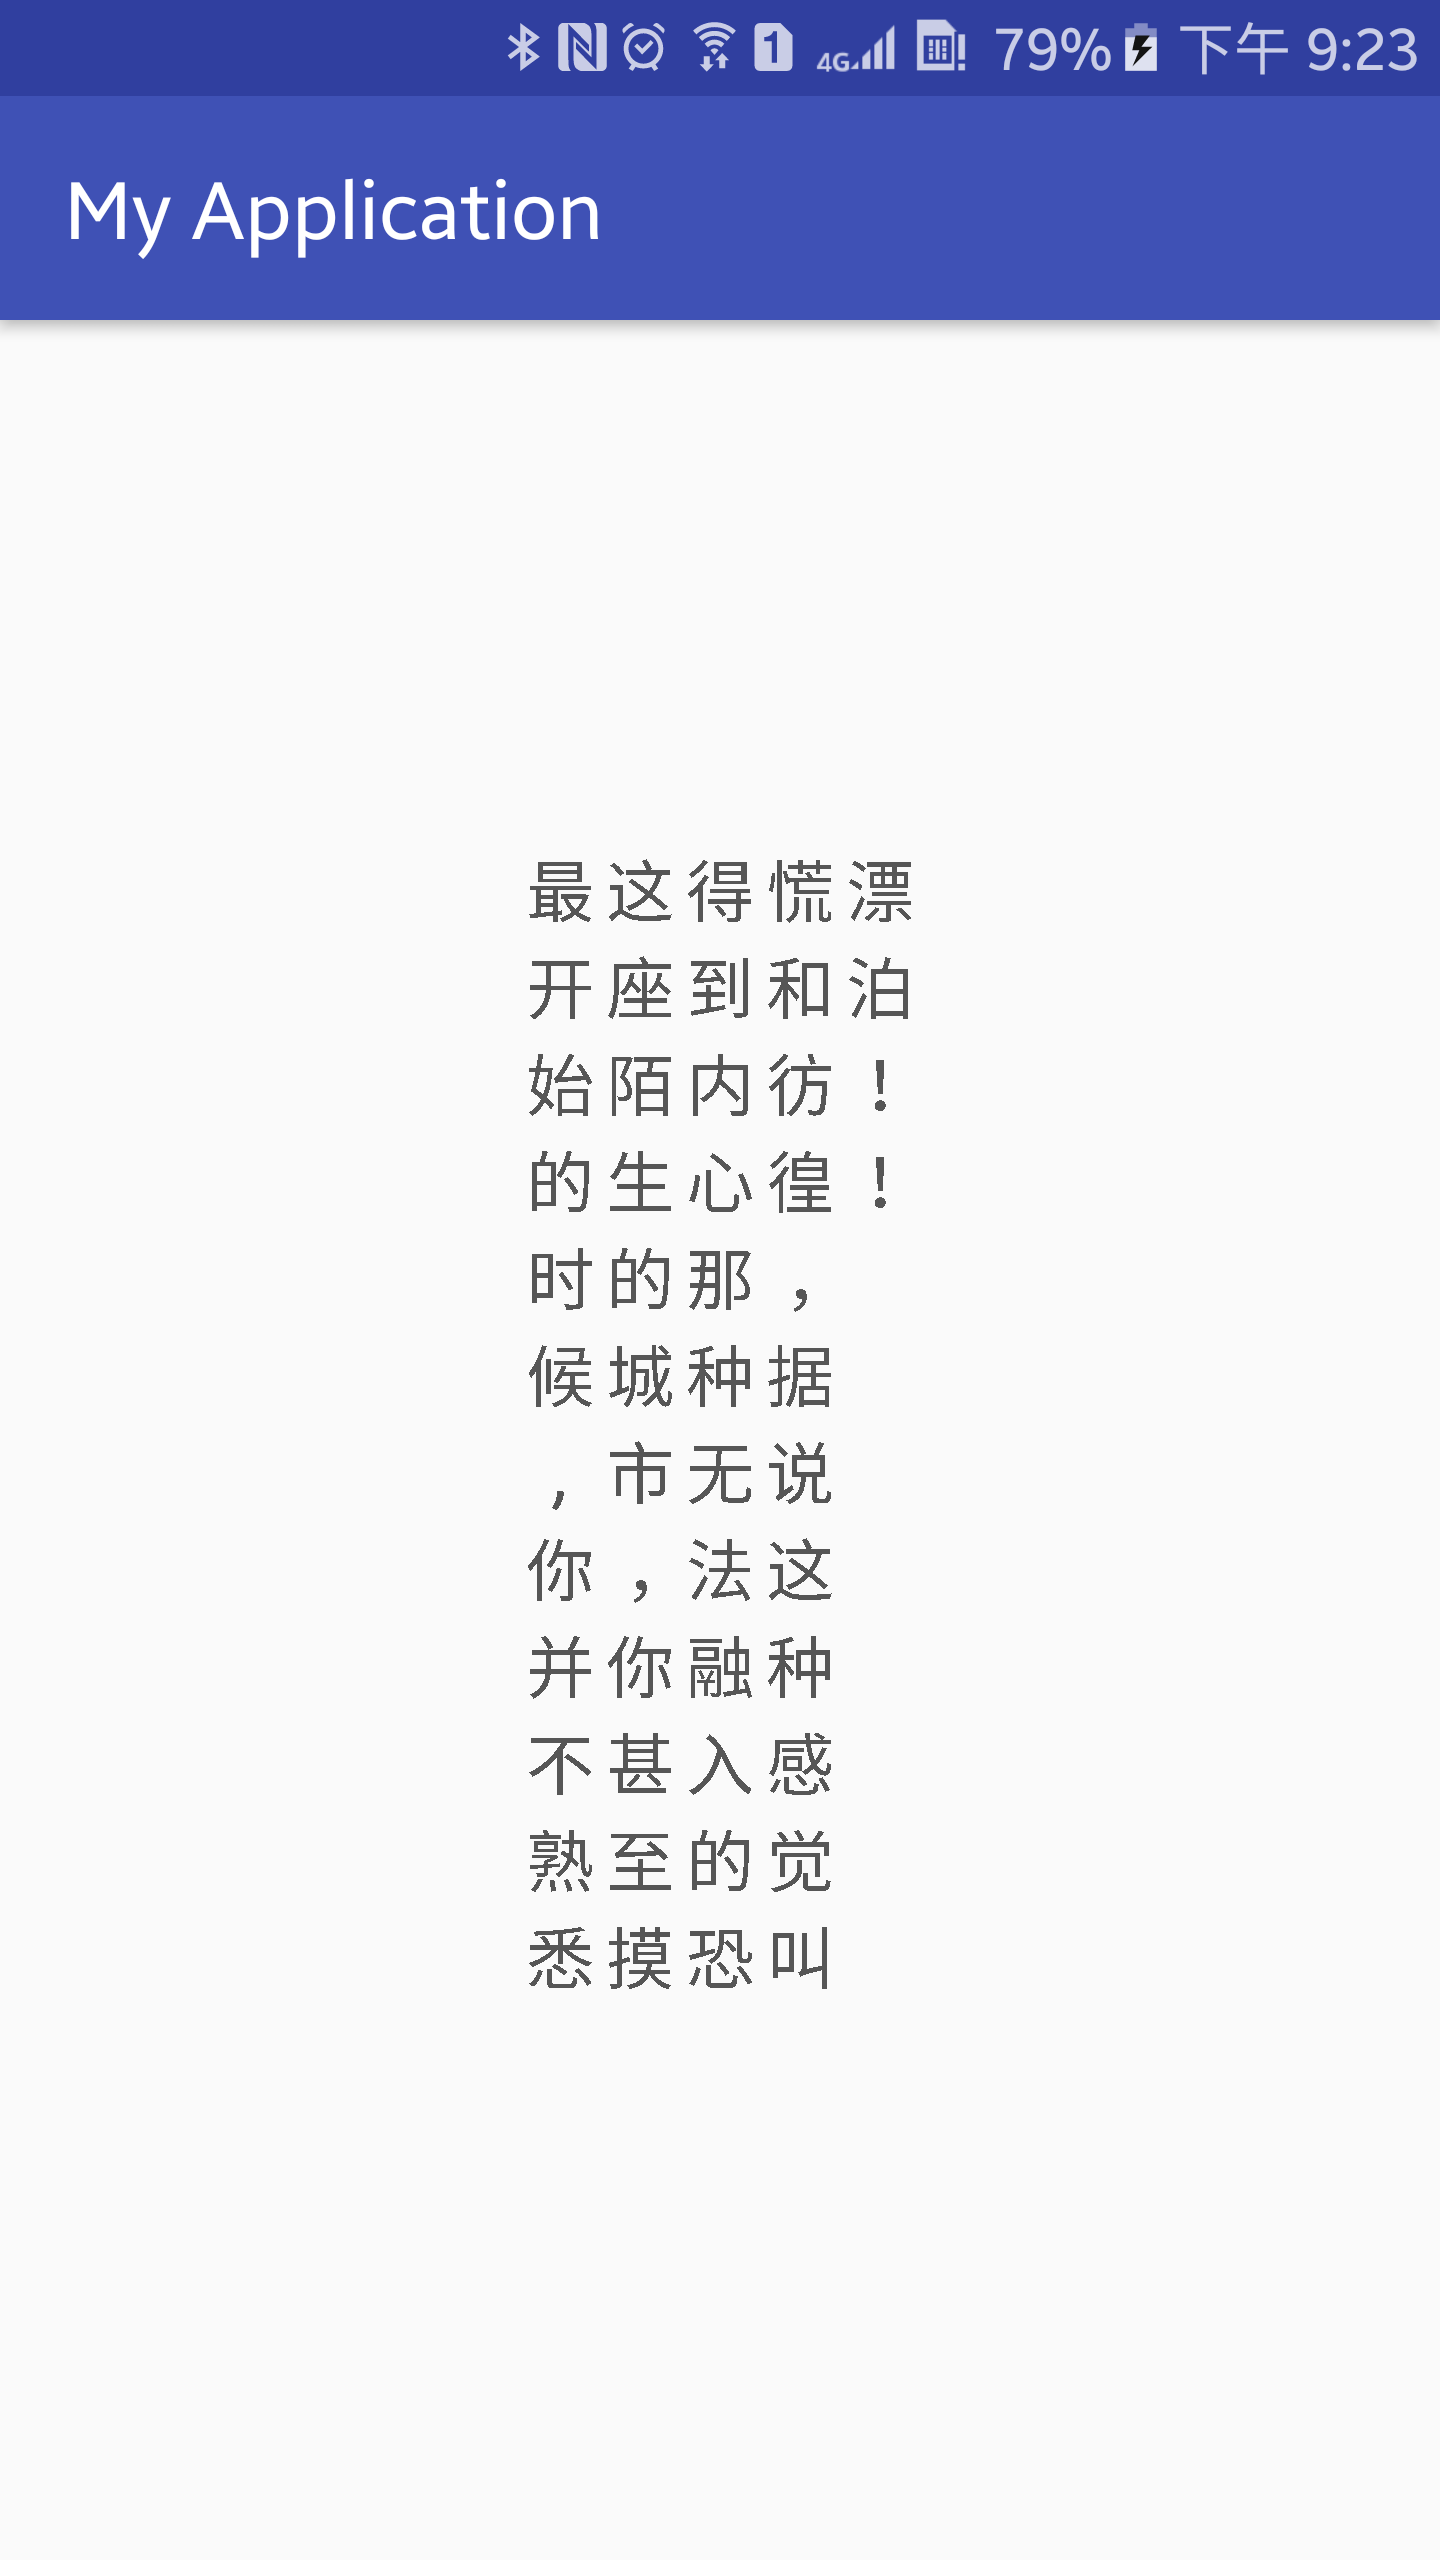 79% 下午 9:23
My Application
最开始的时候,你并不熟悉
这座陌生的城市，你甚至摸
得到内心那种无法融入的恐
慌和彷徨，据说这种感觉叫
漂泊！！